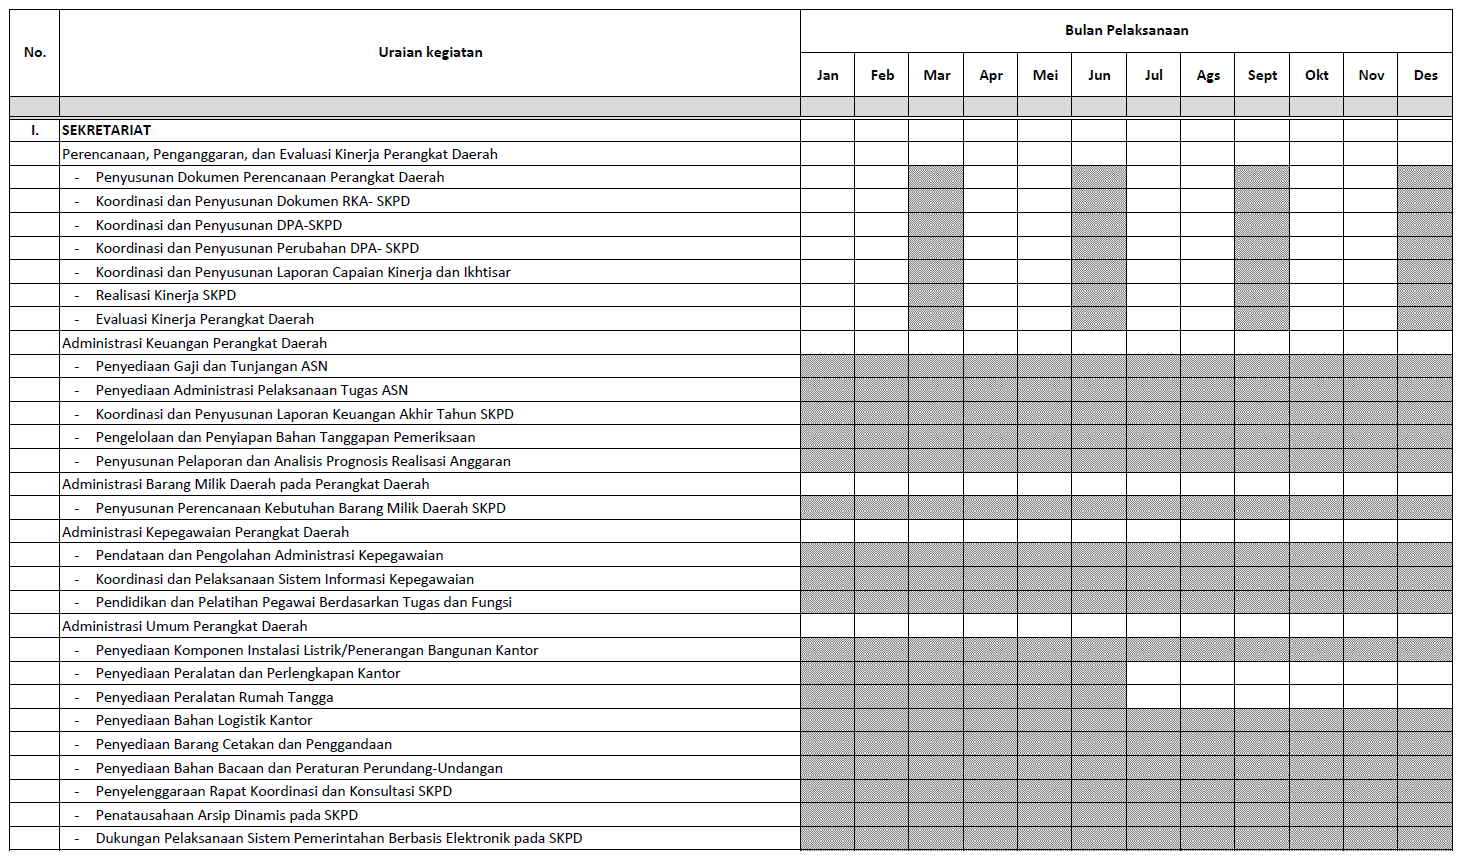 No. Uraian kegiatan Bulan Pelaksanaan
Jan Feb Mar Apr Mei Jun Jul Ags Sept Okt Nov Des
I. SEKRETARIAT
Perencanaan, Penganggaran, dan Evaluasi Kinerja Perangkat Daerah
- Penyusunan Dokumen Perencanaan Perangkat Daerah
- Koordinasi dan Penyusunan Dokumen RKA- SKPD
- Koordinasi dan Penyusunan DPA-SKPD
- Koordinasi dan Penyusunan Perubahan DPA- SKPD
- Koordinasi dan Penyusunan Laporan Capaian Kinerja dan Ikhtisar
- Realisasi Kinerja SKPD
- Evaluasi Kinerja Perangkat Daerah
Administrasi Keuangan Perangkat Daerah
- Penyediaan Gaji dan Tunjangan ASN
- Penyediaan Administrasi Pelaksanaan Tugas ASN
- Koordinasi dan Penyusunan Laporan Keuangan Akhir Tahun SKPD
- Pengelolaan dan Penyiapan Bahan Tanggapan Pemeriksaan
- Penyusunan Pelaporan dan Analisis Prognosis Realisasi Anggaran
Administrasi Barang Milik Daerah pada Perangkat Daerah
- Penyusunan Perencanaan Kebutuhan Barang Milik Daerah SKPD
Administrasi Kepegawaian Perangkat Daerah
- Pendataan dan Pengolahan Administrasi Kepegawaian
- Koordinasi dan Pelaksanaan Sistem Informasi Kepegawaian
- Pendidikan dan Pelatihan Pegawai Berdasarkan Tugas dan Fungsi
Administrasi Umum Perangkat Daerah
- Penyediaan Komponen Instalasi Listrik/Penerangan Bangunan Kantor
- Penyediaan Peralatan dan Perlengkapan Kantor
- Penyediaan Peralatan Rumah Tangga
- Penyediaan Bahan Logistik Kantor
- Penyediaan Barang Cetakan dan Penggandaan
- Penyediaan Bahan Bacaan dan Peraturan Perundang-Undangan
- Penyelenggaraan Rapat Koordinasi dan Konsultasi SKPD
- Penatausahaan Arsip Dinamis pada SKPD
- Dukungan Pelaksanaan Sistem Pemerintahan Berbasis Elektronik pada SKPD